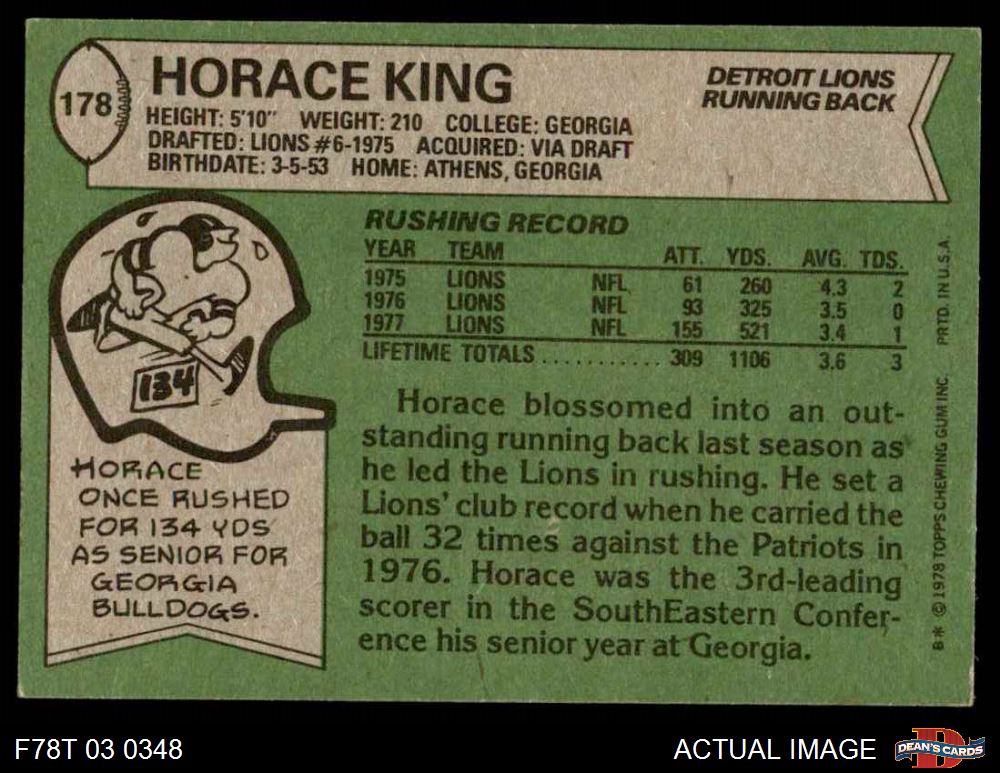 178
HORACE KING
DETROIT LIONS
RUNNING BACK
HEIGHT: 5'10" WEIGHT: 210 COLLEGE: GEORGIA
DRAFTED: LIONS #6-1975 ACQUIRED: VIA DRAFT
BIRTHDATE: 3-5-53 HOME: ATHENS, GEORGIA
RUSHING RECORD
YEAR TEAM ATT. YDS. AVG. TDS.
1975 LIONS NFL 61 260 4.3 2
1976 LIONS NFL 93 325 3.5 0
1977 LIONS NFL 155 521 3.4 1
LIFETIME TOTALS ........... 309 1106 3.6 3
134
HORACE
ONCE RUSHED
FOR 134 YDS
AS SENIOR FOR
GEORGIA
BULLDOGS.
Horace blossomed into an out-
standing running back last season as
he led the Lions in rushing. He set a
Lions' club record when he carried the
ball 32 times against the Patriots in
1976. Horace was the 3rd-leading
scorer in the SouthEastern Confer-
ence his senior year at Georgia.
B** © 1978 TOPPS CHEWING GUM INC. PRTD. IN U.S.A.
F78T 03 0348
ACTUAL IMAGE
D
DEAN'S CARDS